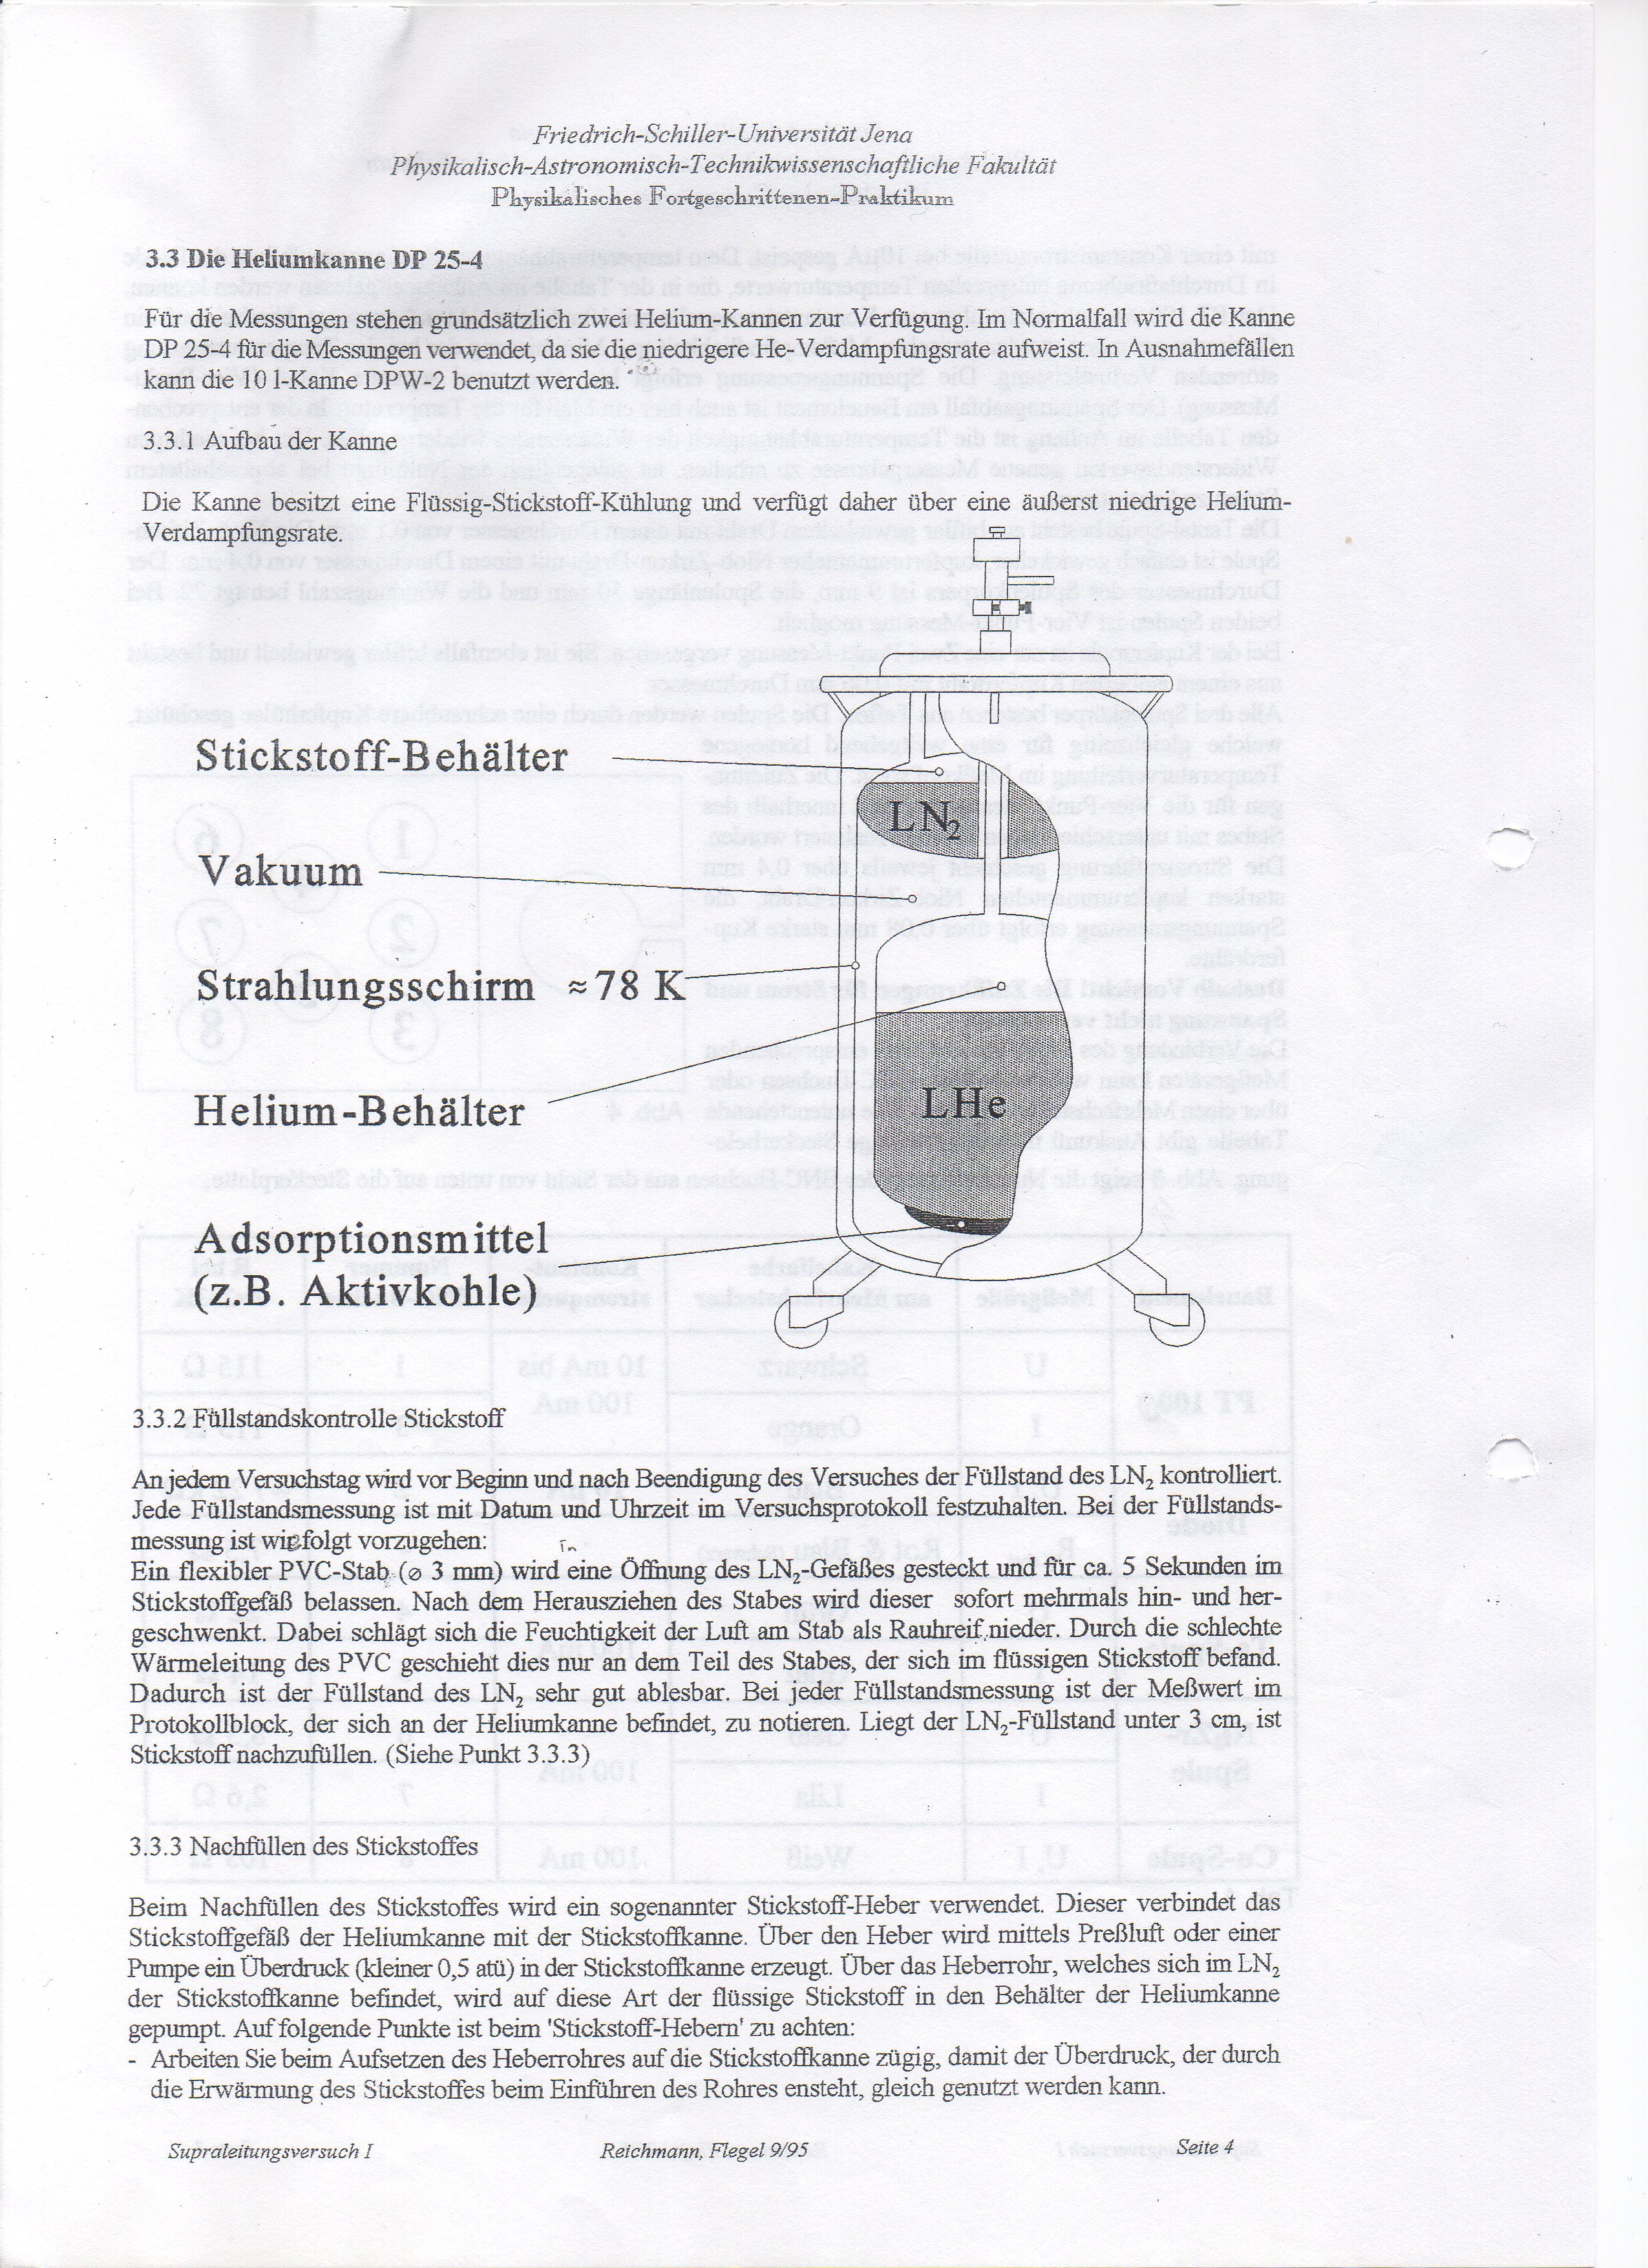 Friedrich-Schiller-Universität Jena
Physikalisch-Astronomisch-Technikwissenschaftliche Fakultät
Physikalisches Fortgeschrittenen-Praktikum
3.3 Die Heliumkanne DP 25-4
Für die Messungen stehen grundsätzlich zwei Helium-Kannen zur Verfügung. Im Normalfall wird die Kanne
DP 25-4 für die Messungen verwendet, da sie die niedrigere He-Verdampfungsrate aufweist. In Ausnahmefällen
kann die 10 l-Kanne DPW-2 benutzt werden.
3.3.1 Aufbau der Kanne
Die Kanne besitzt eine Flüssig-Stickstoff-Kühlung und verfügt daher über eine äußerst niedrige Helium-
Verdampfungsrate.
Stickstoff-Behälter
LN₂
Vakuum
Strahlungsschirm ≈78 K
LHe
Helium-Behälter
Adsorptionsmittel
(z.B. Aktivkohle)
3.3.2 Füllstandskontrolle Stickstoff
An jedem Versuchstag wird vor Beginn und nach Beendigung des Versuches der Füllstand des LN₂ kontrolliert.
Jede Füllstandsmessung ist mit Datum und Uhrzeit im Versuchsprotokoll festzuhalten. Bei der Füllstands-
messung ist wie folgt vorzugehen:
in
Ein flexibler PVC-Stab (ø 3 mm) wird eine Öffnung des LN₂-Gefäßes gesteckt und für ca. 5 Sekunden im
Stickstoffgefäß belassen. Nach dem Herausziehen des Stabes wird dieser sofort mehrmals hin- und her-
geschwenkt. Dabei schlägt sich die Feuchtigkeit der Luft am Stab als Rauhreif nieder. Durch die schlechte
Wärmeleitung des PVC geschieht dies nur an dem Teil des Stabes, der sich im flüssigen Stickstoff befand.
Dadurch ist der Füllstand des LN₂ sehr gut ablesbar. Bei jeder Füllstandsmessung ist der Meßwert im
Protokollblock, der sich an der Heliumkanne befindet, zu notieren. Liegt der LN₂-Füllstand unter 3 cm, ist
Stickstoff nachzufüllen. (Siehe Punkt 3.3.3)
3.3.3 Nachfüllen des Stickstoffes
Beim Nachfüllen des Stickstoffes wird ein sogenannter Stickstoff-Heber verwendet. Dieser verbindet das
Stickstoffgefäß der Heliumkanne mit der Stickstoffkanne. Über den Heber wird mittels Preßluft oder einer
Pumpe ein Überdruck (kleiner 0,5 atü) in der Stickstoffkanne erzeugt. Über das Heberrohr, welches sich im LN₂
der Stickstoffkanne befindet, wird auf diese Art der flüssige Stickstoff in den Behälter der Heliumkanne
gepumpt. Auf folgende Punkte ist beim 'Stickstoff-Hebern' zu achten:
- Arbeiten Sie beim Aufsetzen des Heberrohres auf die Stickstoffkanne zügig, damit der Überdruck, der durch
die Erwärmung des Stickstoffes beim Einführen des Rohres ensteht, gleich genutzt werden kann.
Supraleitungsversuch I Reichmann, Flegel 9/95 Seite 4